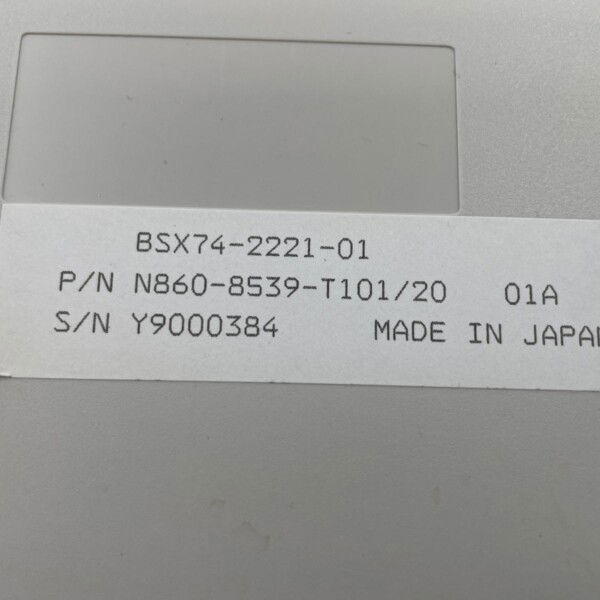 BSX74-2221-01
P/N N860-8539-T101/20 01A
S/N Y9000384 MADE IN JAPAN